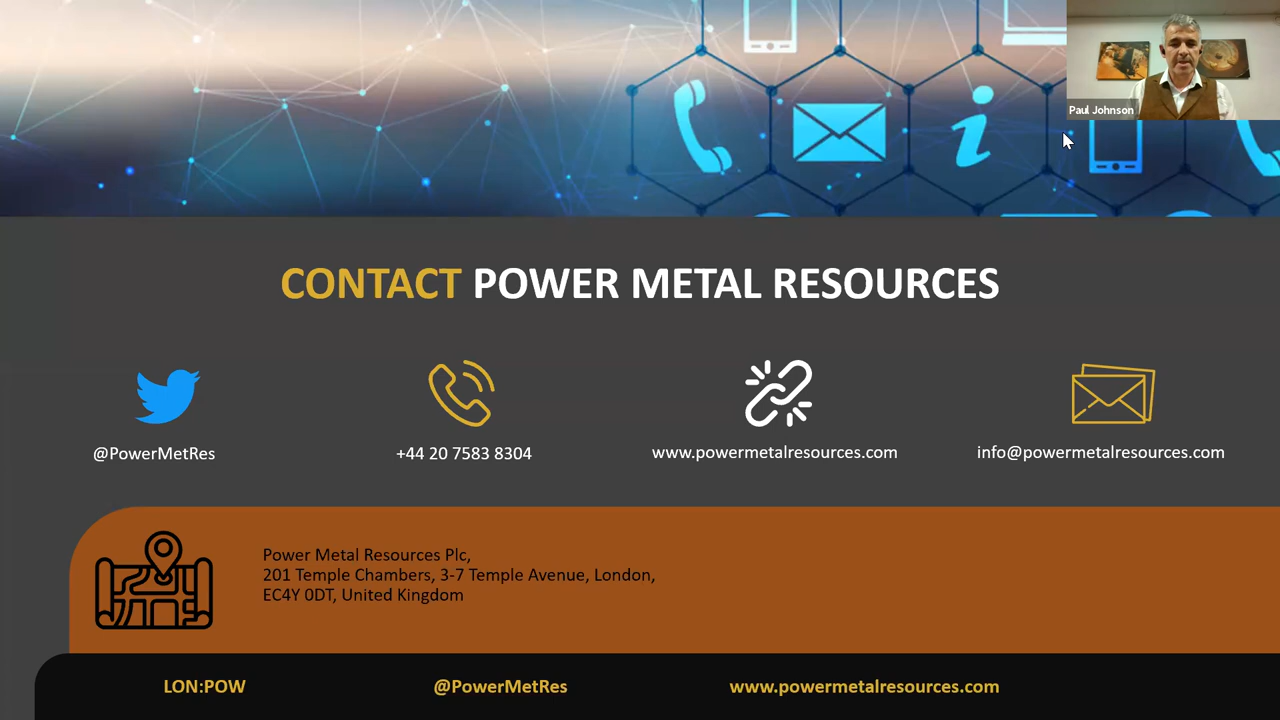 Paul Johnson
CONTACT POWER METAL RESOURCES
@PowerMetRes
+44 20 7583 8304
www.powermetalresources.com
info@powermetalresources.com
Power Metal Resources Plc,
201 Temple Chambers, 3-7 Temple Avenue, London,
EC4Y 0DT, United Kingdom
LON:POW
@PowerMetRes
www.powermetalresources.com